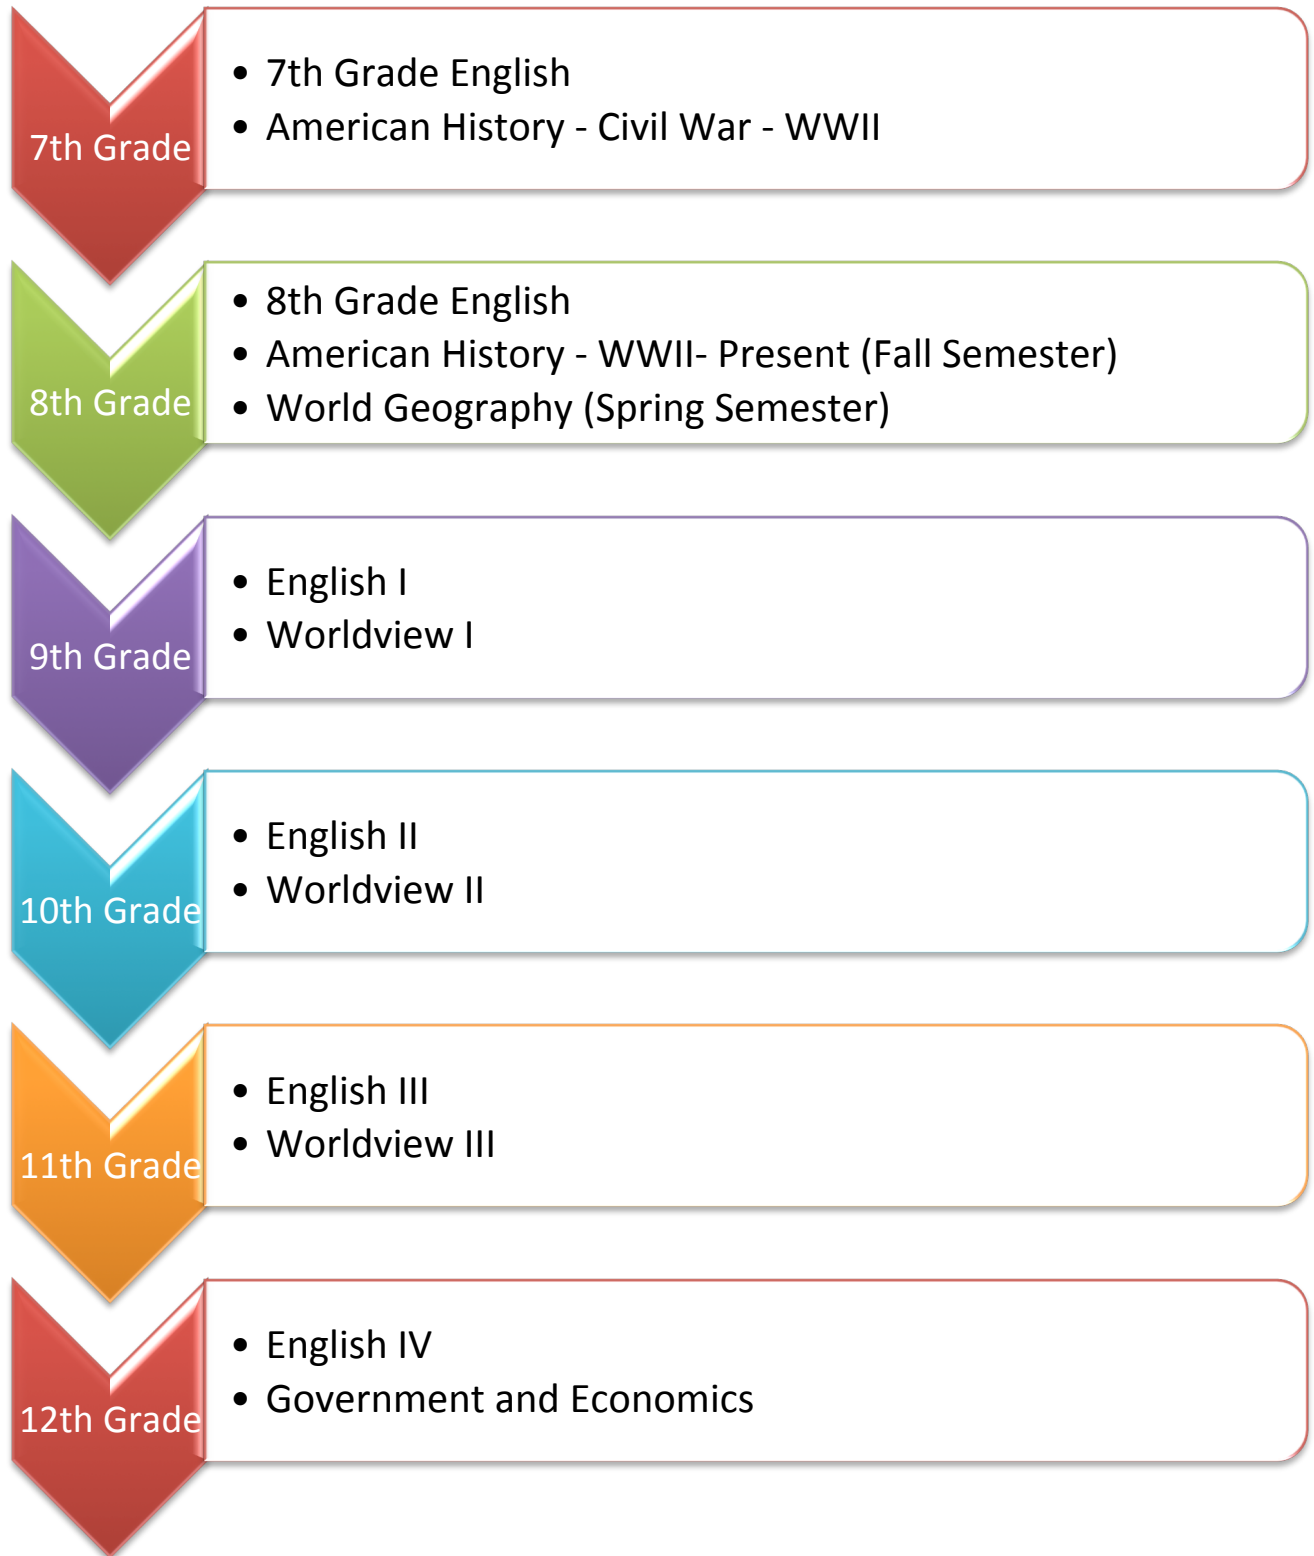 7th Grade
• 7th Grade English
• American History - Civil War - WWII
8th Grade
• 8th Grade English
• American History - WWII- Present (Fall Semester)
• World Geography (Spring Semester)
9th Grade
• English I
• Worldview I
10th Grade
• English II
• Worldview II
11th Grade
• English III
• Worldview III
12th Grade
• English IV
• Government and Economics